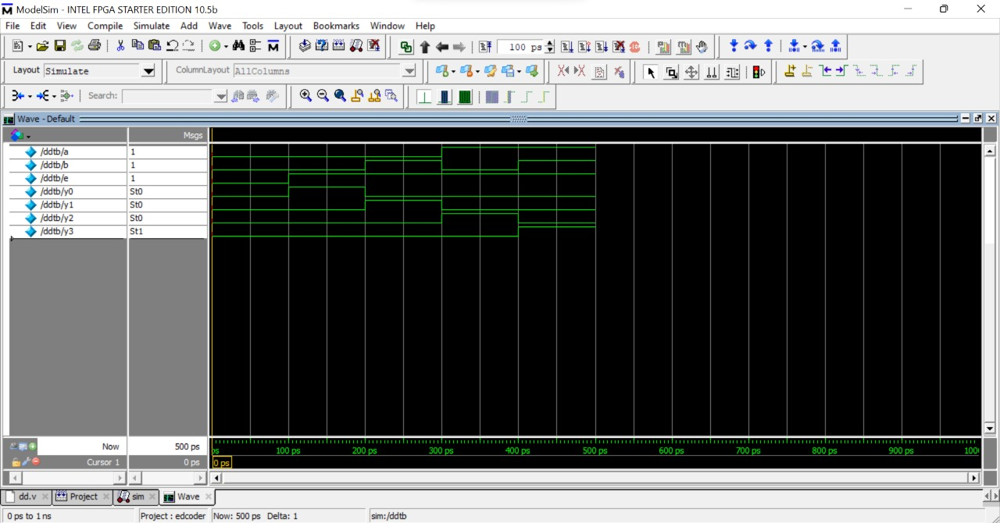 ModelSim - INTEL FPGA STARTER EDITION 10.5b
File Edit View Compile Simulate Add Wave Tools Layout Bookmarks Window Help
100 ps
Layout Simulate ColumnLayout AllColumns
Search:
Wave - Default
Msgs
/ddtb/a 1
/ddtb/b 1
/ddtb/e 1
/ddtb/y0 St0
/ddtb/y1 St0
/ddtb/y2 St0
/ddtb/y3 St1
Now 500 ps ps 100 ps 200 ps 300 ps 400 ps 500 ps 600 ps 700 ps 800 ps 900 ps 100
Cursor 1 0 ps 0 ps
dd.v Project sim Wave
0 ps to 1 ns Project : edcoder Now: 500 ps Delta: 1 sim:/ddtb